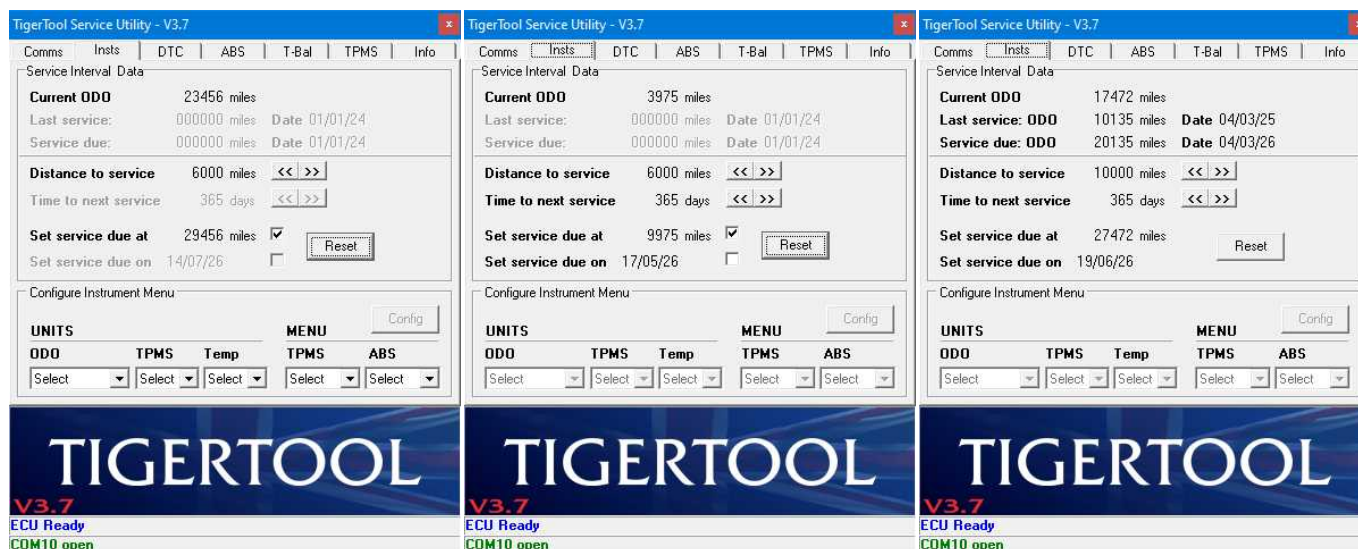 TigerTool Service Utility - V3.7 x
Comms Insts DTC ABS T-Bal TPMS Info
Service Interval Data
Current ODO 23456 miles
Last service: 000000 miles Date 01/01/24
Service due: 000000 miles Date 01/01/24
Distance to service 6000 miles << >>
Time to next service 365 days << >>
Set service due at 29456 miles
Reset
Set service due on 14/07/26
Configure Instrument Menu
Config
UNITS MENU
ODO TPMS Temp TPMS ABS
Select Select Select Select Select
TIGERTOOL
V3.7
ECU Ready
COM10 open
TigerTool Service Utility - V3.7 x
Comms Insts DTC ABS T-Bal TPMS Info
Service Interval Data
Current ODO 3975 miles
Last service: 000000 miles Date 01/01/24
Service due: 000000 miles Date 01/01/24
Distance to service 6000 miles << >>
Time to next service 365 days << >>
Set service due at 9975 miles
Reset
Set service due on 17/05/26
Configure Instrument Menu
Config
UNITS MENU
ODO TPMS Temp TPMS ABS
Select Select Select Select Select
TIGERTOOL
V3.7
ECU Ready
COM10 open
TigerTool Service Utility - V3.7
Comms Insts DTC ABS T-Bal TPMS Info
Service Interval Data
Current ODO 17472 miles
Last service: ODO 10135 miles Date 04/03/25
Service due: ODO 20135 miles Date 04/03/26
Distance to service 10000 miles << >>
Time to next service 365 days << >>
Set service due at 27472 miles
Reset
Set service due on 19/06/26
Configure Instrument Menu
Config
UNITS MENU
ODO TPMS Temp TPMS ABS
Select Select Select Select Select
TIGERTOOL
V3.7
ECU Ready
COM10 open